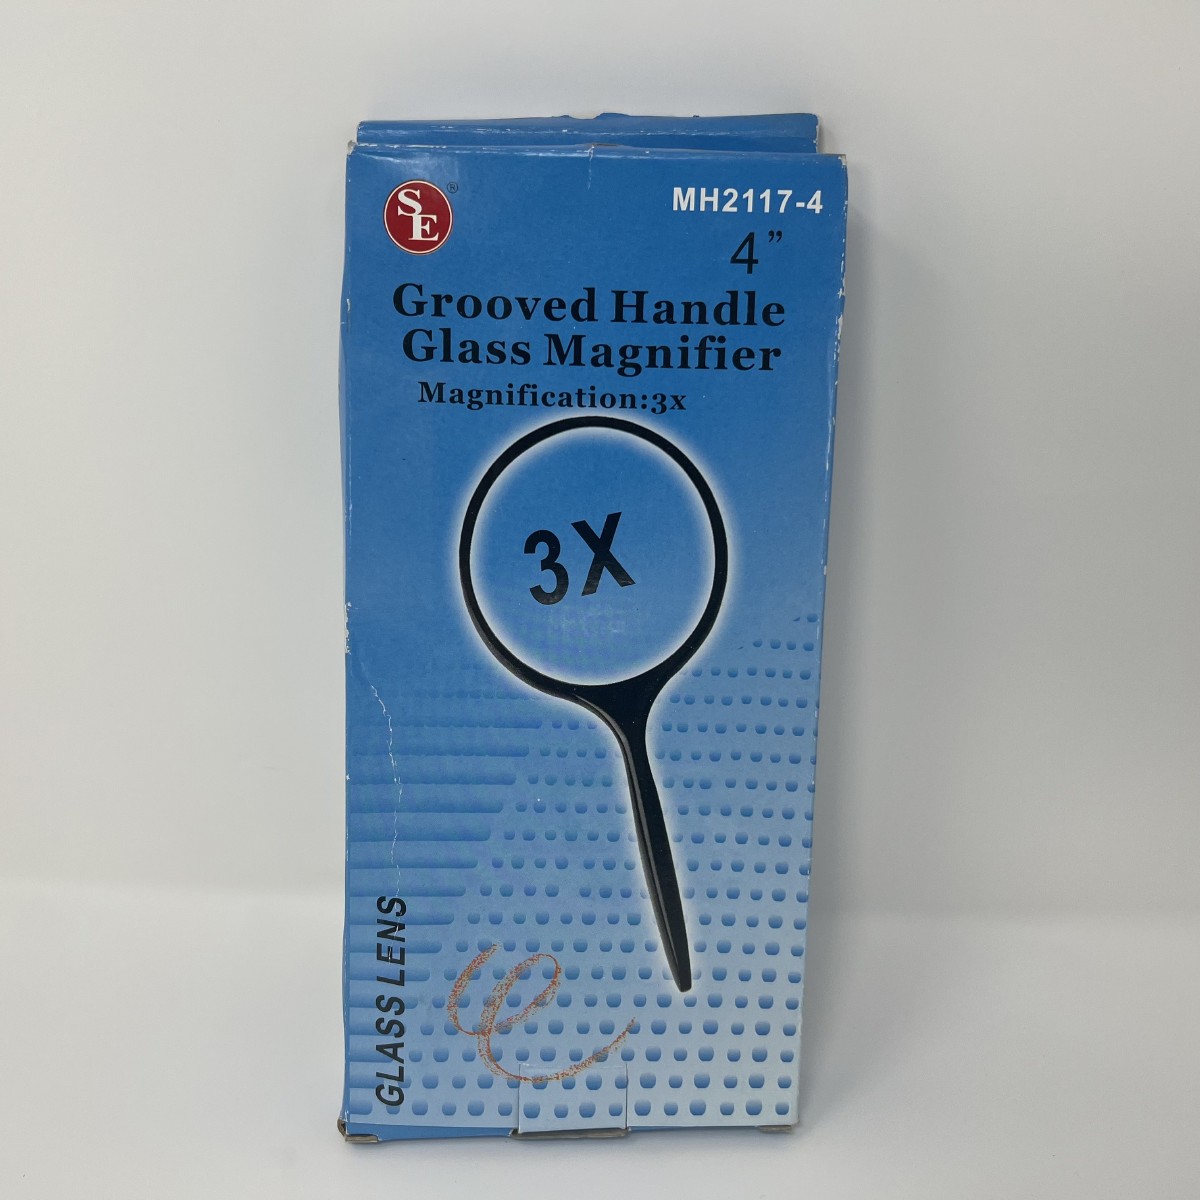 SE®
MH2117-4
4”
Grooved Handle
Glass Magnifier
Magnification:3x
3X
GLASS LENS